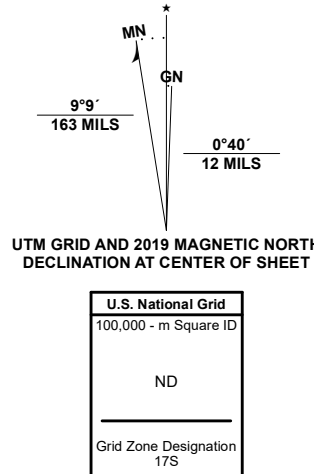 ★
MN
GN
9°9´
163 MILS
0°40´
12 MILS
UTM GRID AND 2019 MAGNETIC NORTH
DECLINATION AT CENTER OF SHEET
U.S. National Grid
100,000 - m Square ID
ND
Grid Zone Designation
17S